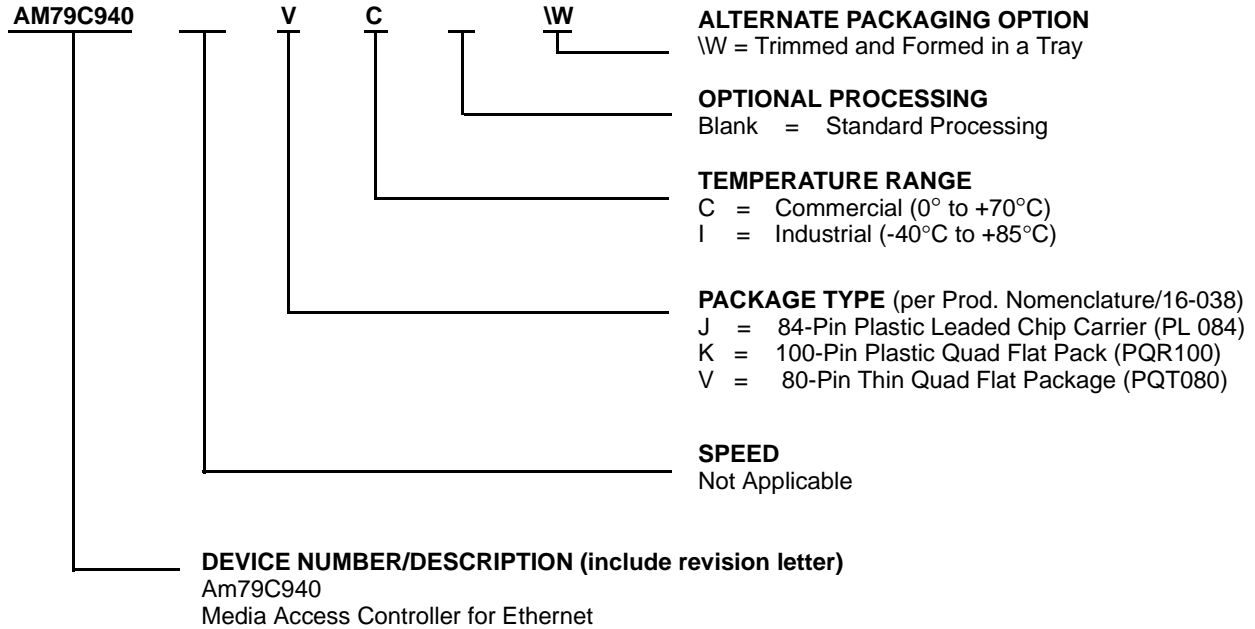 AM79C940 V C \W
ALTERNATE PACKAGING OPTION
\W = Trimmed and Formed in a Tray
OPTIONAL PROCESSING
Blank = Standard Processing
TEMPERATURE RANGE
C = Commercial (0° to +70°C)
I = Industrial (-40°C to +85°C)
PACKAGE TYPE (per Prod. Nomenclature/16-038)
J = 84-Pin Plastic Leaded Chip Carrier (PL 084)
K = 100-Pin Plastic Quad Flat Pack (PQR100)
V = 80-Pin Thin Quad Flat Package (PQT080)
SPEED
Not Applicable
DEVICE NUMBER/DESCRIPTION (include revision letter)
Am79C940
Media Access Controller for Ethernet